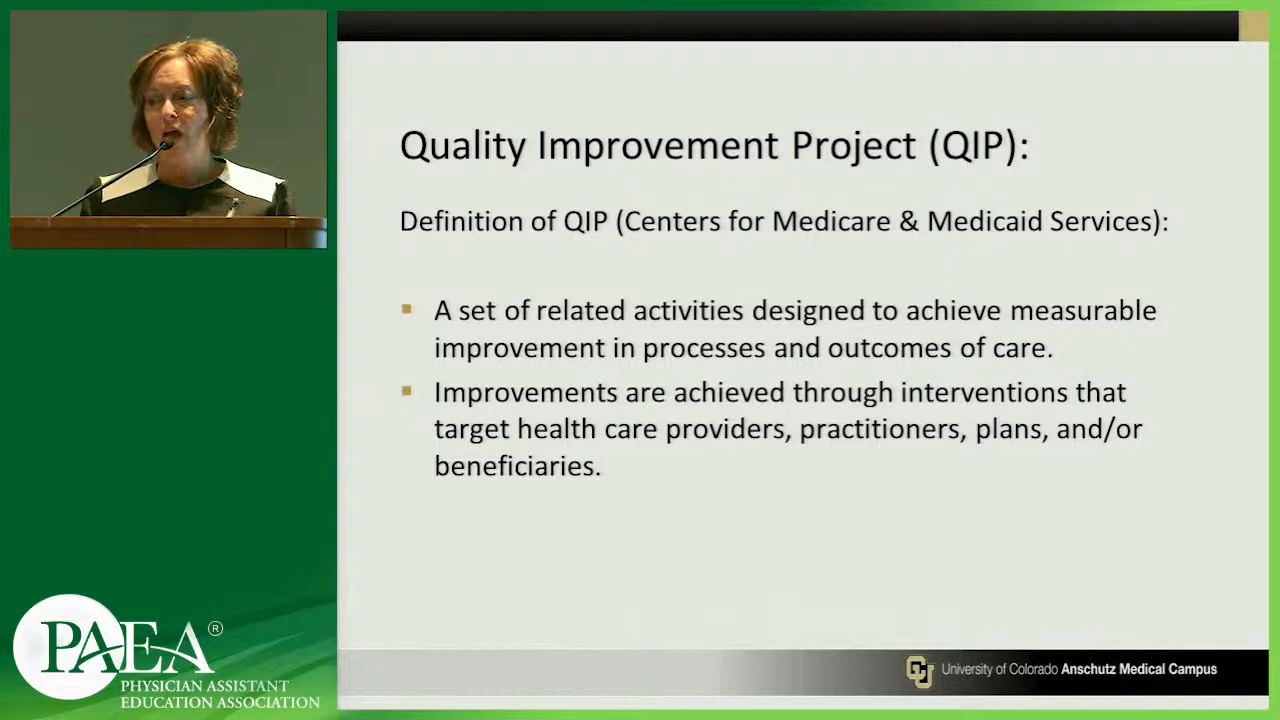 Quality Improvement Project (QIP):
Definition of QIP (Centers for Medicare & Medicaid Services):
▪ A set of related activities designed to achieve measurable
improvement in processes and outcomes of care.
▪ Improvements are achieved through interventions that
target health care providers, practitioners, plans, and/or
beneficiaries.
PAEA®
PHYSICIAN ASSISTANT
EDUCATION ASSOCIATION
CU University of Colorado Anschutz Medical Campus